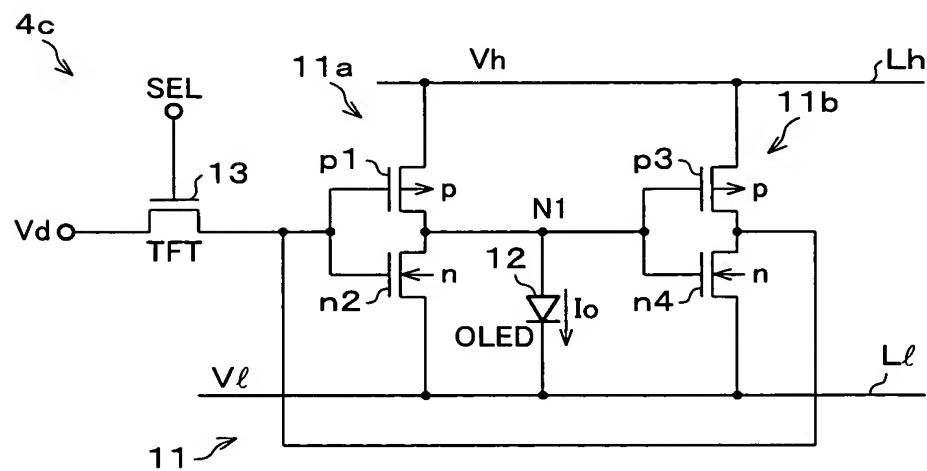 4c
SEL
13
Vd
TFT
11a
Vh
Lh
11b
p1
p
p3
p
N1
n2
n
12
OLED
Io
n4
n
Vℓ
Lℓ
11